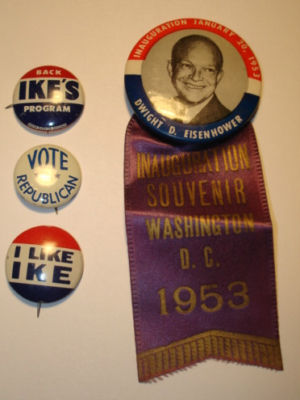 BACK
IKE'S
PROGRAM
VOTE
REPUBLICAN
I LIKE
IKE
INAUGURATION JANUARY 20, 1953
DWIGHT D. EISENHOWER
INAUGURATION
SOUVENIR
WASHINGTON
D. C.
1953